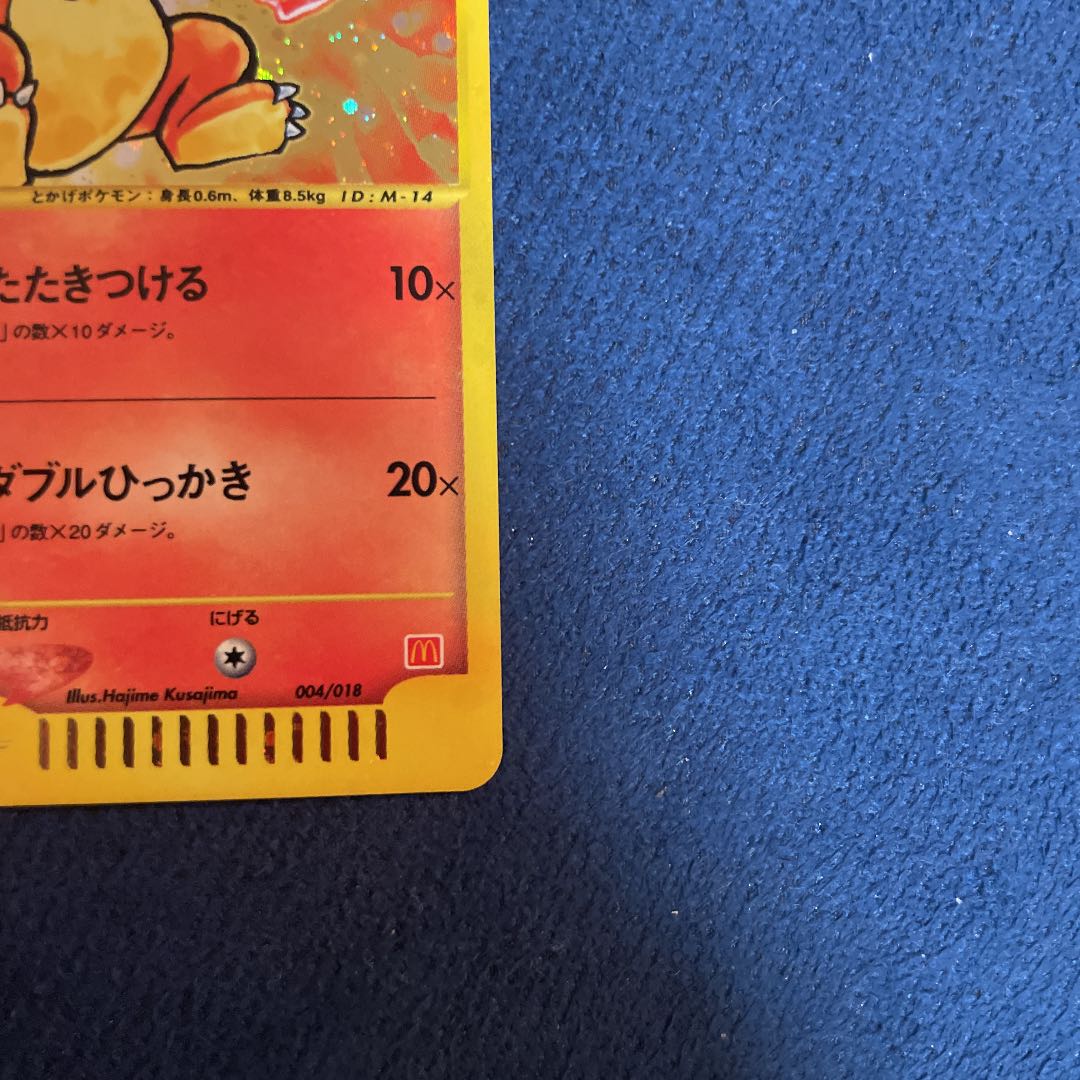 とかげポケモン：身長0.6m、体重8.5kg ID:M-14
たたきつける 10×
」の数×10ダメージ。
ダブルひっかき 20×
」の数×20ダメージ。
抵抗力 にげる
Illus.Hajime Kusajima 004/018